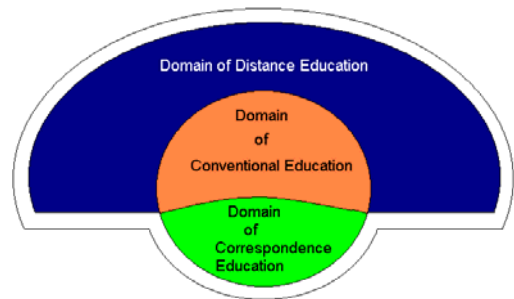 Domain of Distance Education
Domain
of
Conventional Education
Domain
of
Correspondence
Education